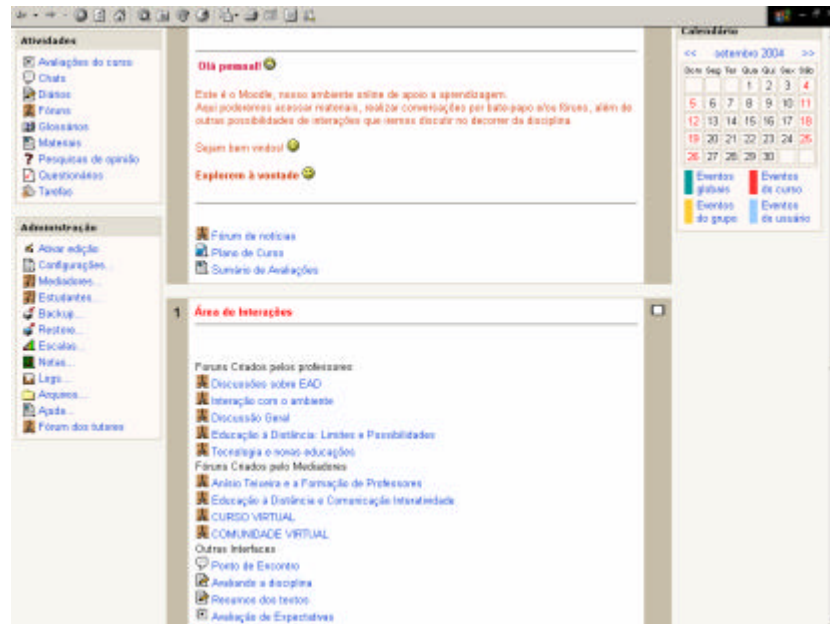 Atividades
Avaliações do curso
Chats
Diários
Fóruns
Glossários
Materiais
Pesquisas de opinião
Questionários
Tarefas
Administração
Ativar edição
Configurações...
Mediadores...
Estudantes...
Backup...
Restore...
Escalas...
Notas...
Logs...
Arquivos...
Ajuda...
Fórum dos tutores
Olá pessoal!
Este é o Moodle, nosso ambiente online de apoio a aprendizagem.
Aqui poderemos acessar materiais, realizar conversações por bate-papo e/ou fóruns, além de
outras possibilidades de interações que iremos discutir no decorrer da disciplina.
Sejam bem vindos!
Explorem à vontade
Fórum de notícias
Plano de Curso
Sumário de Avaliações
1 Área de Interações
Foruns Criados pelos professores
Discussões sobre EAD
Interação com o ambiente
Discussão Geral
Educação à Distância: Limites e Possibilidades
Tecnologia e novas educações
Fóruns Criados pelo Mediadores
Anísio Teixeira e a Formação de Professores
Educação à Distância e Comunicação Interatividade
CURSO VIRTUAL
COMUNIDADE VIRTUAL
Outras Interfaces
Ponto de Encontro
Avaliando a disciplina
Resumos dos textos
Avaliação de Expectativas
Calendário
<< setembro 2004 >>
Dom Seg Ter Qua Qui Sex Sáb
1 2 3 4
5 6 7 8 9 10 11
12 13 14 15 16 17 18
19 20 21 22 23 24 25
26 27 28 29 30
Eventos globais
Eventos de curso
Eventos do grupo
Eventos de usuário